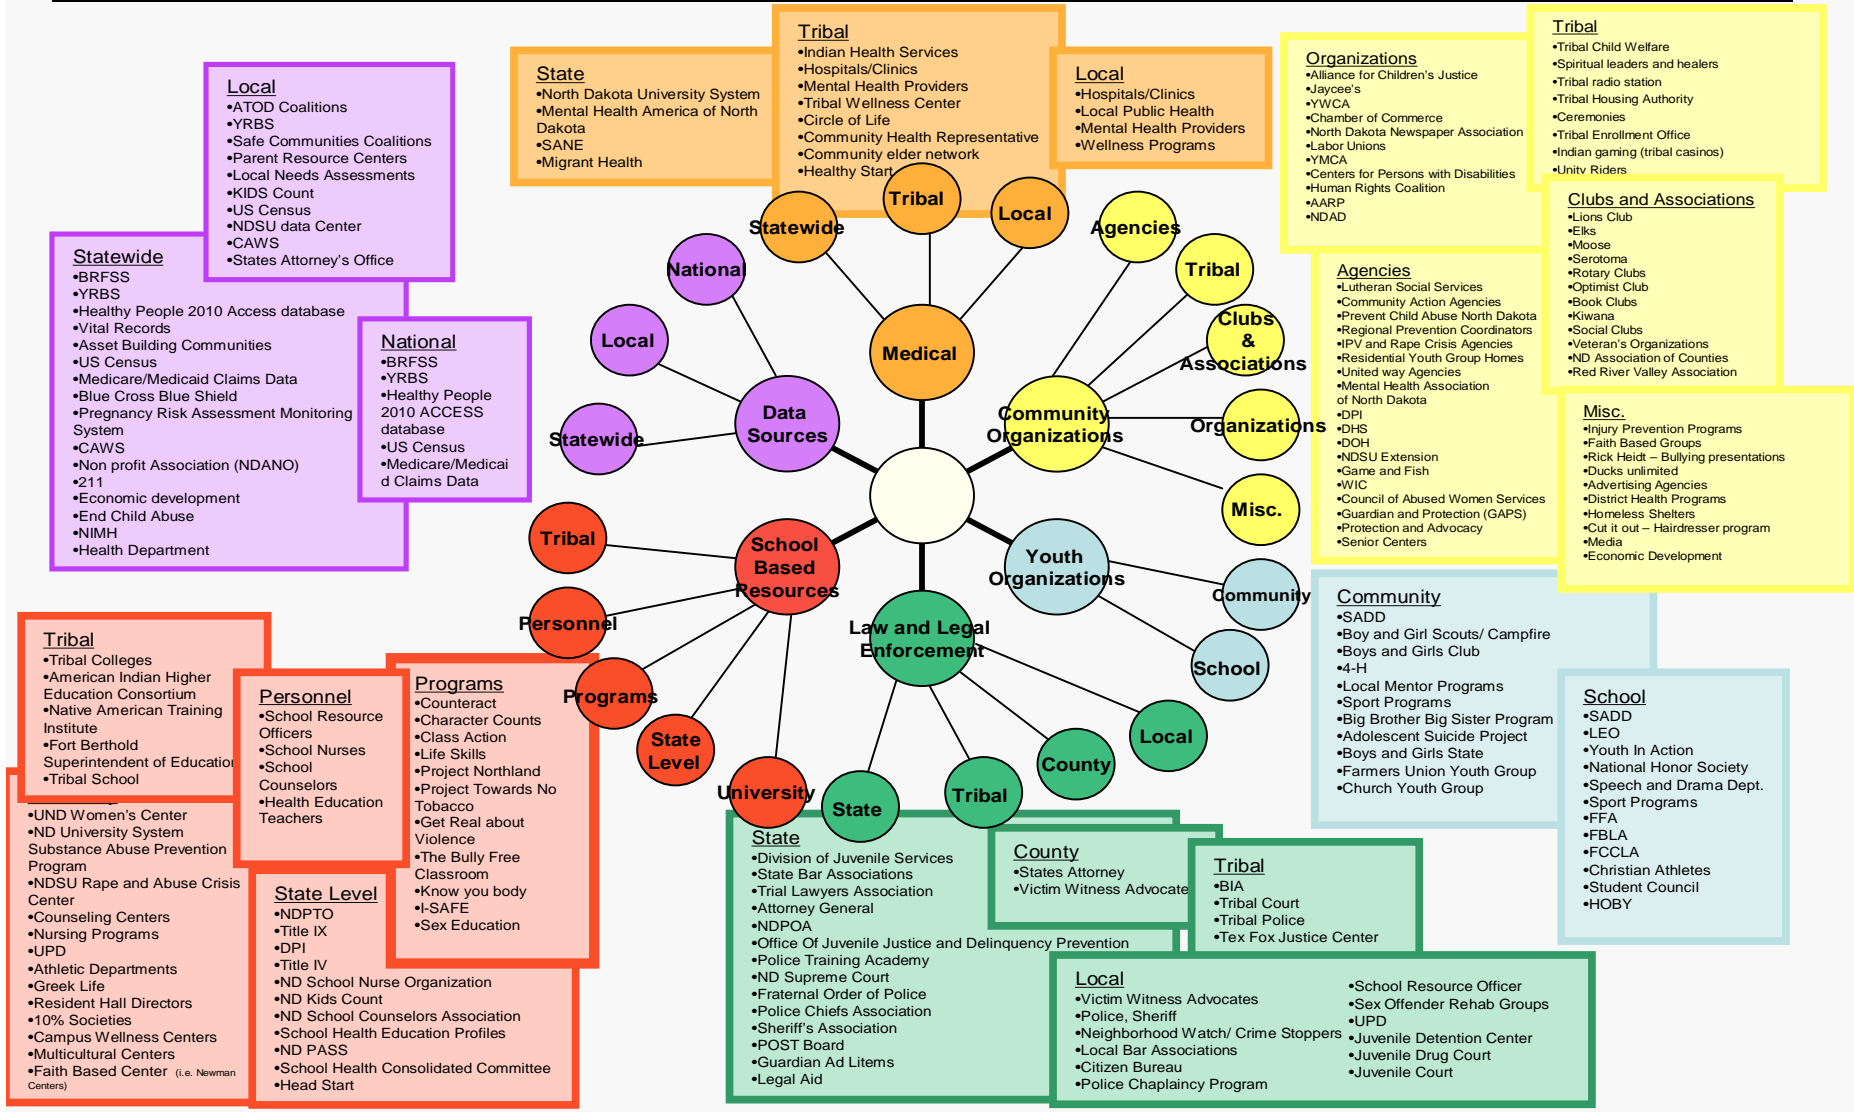 Local
•ATOD Coalitions
•YRBS
•Safe Communities Coalitions
•Parent Resource Centers
•Local Needs Assessments
•KIDS Count
•US Census
•NDSU data Center
•CAWS
•States Attorney's Office
Statewide
•BRFSS
•YRBS
•Healthy People 2010 Access database
•Vital Records
•Asset Building Communities
•US Census
•Medicare/Medicaid Claims Data
•Blue Cross Blue Shield
•Pregnancy Risk Assessment Monitoring
System
•CAWS
•Non profit Association (NDANO)
•211
•Economic development
•End Child Abuse
•NIMH
•Health Department
National
•BRFSS
•YRBS
•Healthy People
2010 ACCESS
database
•US Census
•Medicare/Medicai
d Claims Data
State
•North Dakota University System
•Mental Health America of North
Dakota
•SANE
•Migrant Health
Tribal
•Indian Health Services
•Hospitals/Clinics
•Mental Health Providers
•Tribal Wellness Center
•Circle of Life
•Community Health Representative
•Community elder network
•Healthy Start
Local
•Hospitals/Clinics
•Local Public Health
•Mental Health Providers
•Wellness Programs
Organizations
•Alliance for Children's Justice
•Jaycee's
•YWCA
•Chamber of Commerce
•North Dakota Newspaper Association
•Labor Unions
•YMCA
•Centers for Persons with Disabilities
•Human Rights Coalition
•AARP
•NDAD
Tribal
•Tribal Child Welfare
•Spiritual leaders and healers
•Tribal radio station
•Tribal Housing Authority
•Ceremonies
•Tribal Enrollment Office
•Indian gaming (tribal casinos)
•Unity Riders
Clubs and Associations
•Lions Club
•Elks
•Moose
•Serotoma
•Rotary Clubs
•Optimist Club
•Book Clubs
•Kiwana
•Social Clubs
•Veteran's Organizations
•ND Association of Counties
•Red River Valley Association
Agencies
•Lutheran Social Services
•Community Action Agencies
•Prevent Child Abuse North Dakota
•Regional Prevention Coordinators
•IPV and Rape Crisis Agencies
•Residential Youth Group Homes
•United way Agencies
•Mental Health Association
of North Dakota
•DPI
•DHS
•DOH
•NDSU Extension
•Game and Fish
•WIC
•Council of Abused Women Services
•Guardian and Protection (GAPS)
•Protection and Advocacy
•Senior Centers
Misc.
•Injury Prevention Programs
•Faith Based Groups
•Rick Heidt – Bullying presentations
•Ducks unlimited
•Advertising Agencies
•District Health Programs
•Homeless Shelters
•Cut it out – Hairdresser program
•Media
•Economic Development
Statewide
Tribal
Local
Medical
National
Local
Statewide
Data
Sources
Agencies
Tribal
Clubs
&
Associations
Organizations
Misc.
Community
Organizations
Tribal
Personnel
Programs
State
Level
University
School
Based
Resources
Youth
Organizations
Community
School
Law and Legal
Enforcement
State
Tribal
County
Local
Tribal
•Tribal Colleges
•American Indian Higher
Education Consortium
•Native American Training
Institute
•Fort Berthold
Superintendent of Education
•Tribal School
Personnel
•School Resource
Officers
•School Nurses
•School
Counselors
•Health Education
Teachers
Programs
•Counteract
•Character Counts
•Class Action
•Life Skills
•Project Northland
•Project Towards No
Tobacco
•Get Real about
Violence
•The Bully Free
Classroom
•Know you body
•I-SAFE
•Sex Education
•UND Women's Center
•ND University System
Substance Abuse Prevention
Program
•NDSU Rape and Abuse Crisis
Center
•Counseling Centers
•Nursing Programs
•UPD
•Athletic Departments
•Greek Life
•Resident Hall Directors
•10% Societies
•Campus Wellness Centers
•Multicultural Centers
•Faith Based Center (i.e. Newman
Centers)
State Level
•NDPTO
•Title IX
•DPI
•Title IV
•ND School Nurse Organization
•ND Kids Count
•ND School Counselors Association
•School Health Education Profiles
•ND PASS
•School Health Consolidated Committee
•Head Start
State
•Division of Juvenile Services
•State Bar Associations
•Trial Lawyers Association
•Attorney General
•NDPOA
•Office Of Juvenile Justice and Delinquency Prevention
•Police Training Academy
•ND Supreme Court
•Fraternal Order of Police
•Police Chiefs Association
•Sheriff's Association
•POST Board
•Guardian Ad Litems
•Legal Aid
County
•States Attorney
•Victim Witness Advocate
Tribal
•BIA
•Tribal Court
•Tribal Police
•Tex Fox Justice Center
Local
•Victim Witness Advocates
•Police, Sheriff
•Neighborhood Watch/ Crime Stoppers
•Local Bar Associations
•Citizen Bureau
•Police Chaplaincy Program
•School Resource Officer
•Sex Offender Rehab Groups
•UPD
•Juvenile Detention Center
•Juvenile Drug Court
•Juvenile Court
Community
•SADD
•Boy and Girl Scouts/ Campfire
•Boys and Girls Club
•4-H
•Local Mentor Programs
•Sport Programs
•Big Brother Big Sister Program
•Adolescent Suicide Project
•Boys and Girls State
•Farmers Union Youth Group
•Church Youth Group
School
•SADD
•LEO
•Youth In Action
•National Honor Society
•Speech and Drama Dept.
•Sport Programs
•FFA
•FBLA
•FCCLA
•Christian Athletes
•Student Council
•HOBY